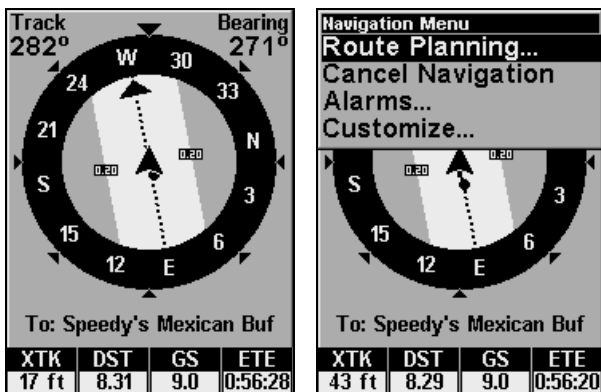 Track Bearing
282º 271º
W
30
33
N
3
6
E
12
15
S
21
24
0.20
0.20
To: Speedy's Mexican Buf
XTK DST GS ETE
17 ft 8.31 9.0 0:56:28
Navigation Menu
Route Planning...
Cancel Navigation
Alarms...
Customize...
0.20
0.20
S
3
15
6
12
E
To: Speedy's Mexican Buf
XTK DST GS ETE
43 ft 8.29 9.0 0:56:20